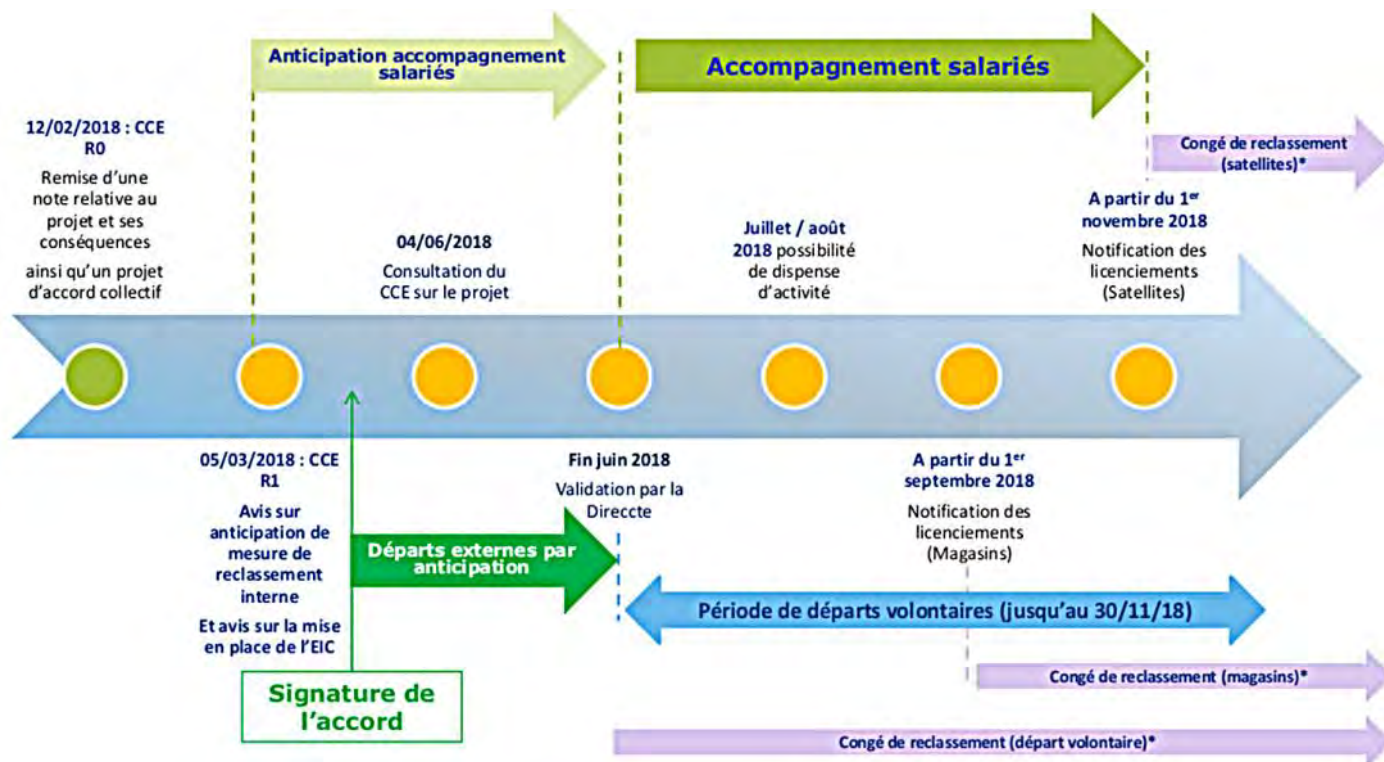 Anticipation accompagnement
salariés
Accompagnement salariés
12/02/2018 : CCE
R0
Remise d'une
note relative au
projet et ses
conséquences
ainsi qu'un projet
d'accord collectif
04/06/2018
Consultation du
CCE sur le projet
Juillet / août
2018 possibilité
de dispense
d'activité
Congé de reclassement
(satellites)*
A partir du 1er
novembre 2018
Notification des
licenciements
(Satellites)
05/03/2018 : CCE
R1
Avis sur
anticipation de
mesure de
reclassement
interne
Et avis sur la mise
en place de l'EIC
Signature de
l'accord
Départs externes par
anticipation
Fin juin 2018
Validation par la
Direccte
A partir du 1er
septembre 2018
Notification des
licenciements
(Magasins)
Période de départs volontaires (jusqu'au 30/11/18)
Congé de reclassement (magasins)*
Congé de reclassement (départ volontaire)*